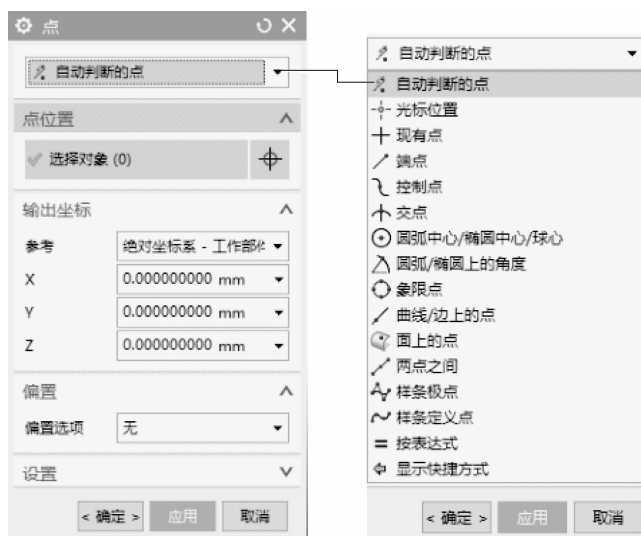 点
自动判断的点
点位置
选择对象 (0)
输出坐标
参考 绝对坐标系 - 工作部
X 0.000000000 mm
Y 0.000000000 mm
Z 0.000000000 mm
偏置
偏置选项 无
设置
< 确定 > 应用 取消
自动判断的点
自动判断的点
光标位置
现有点
端点
控制点
交点
圆弧中心/椭圆中心/球心
圆弧/椭圆上的角度
象限点
曲线/边上的点
面上的点
两点之间
样条极点
样条定义点
按表达式
显示快捷方式
< 确定 > 应用 取消